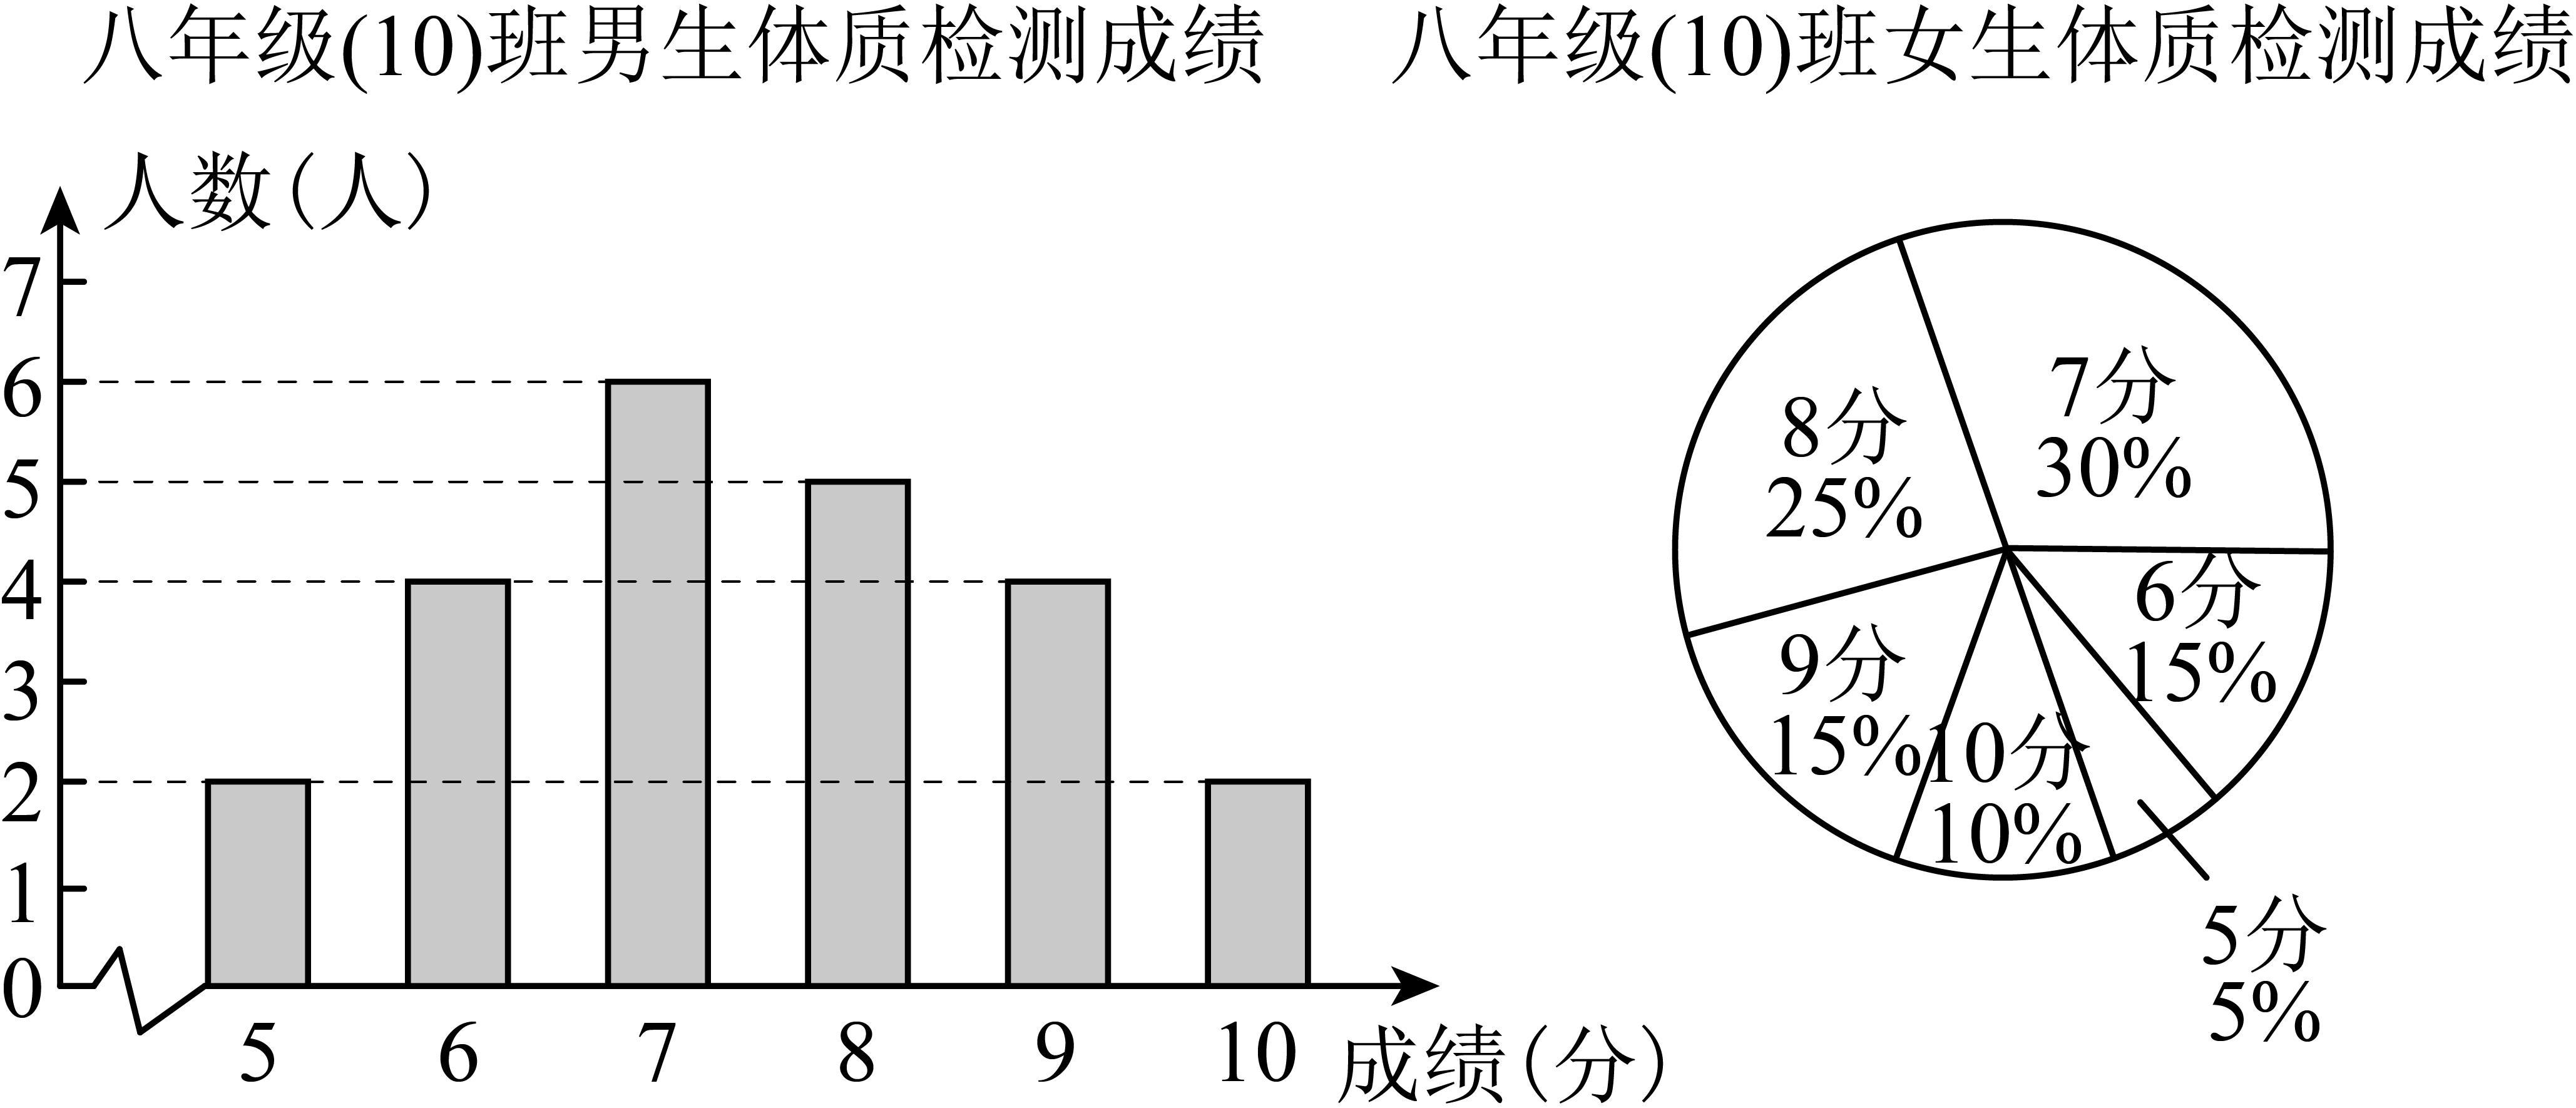 八年级(10)班男生体质检测成绩
人数(人)
7
6
5
4
3
2
1
0
5 6 7 8 9 10 成绩(分)
八年级(10)班女生体质检测成绩
7分
30%
8分
25%
6分
15%
9分
15%
10分
10%
5分
5%